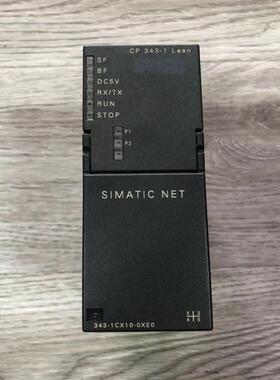 CP 343-1 Lean
SF
BF
DC5V
RX/TX
RUN
STOP
P1
P2
SIMATIC NET
343-1CX10-0XE0